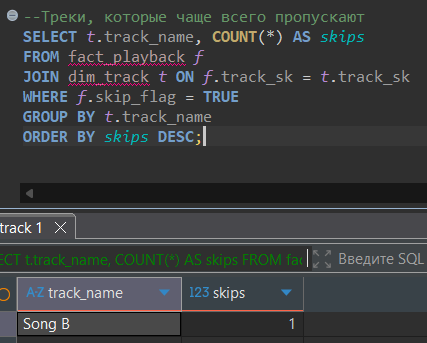 --Треки, которые чаще всего пропускают
SELECT t.track_name, COUNT(*) AS skips
FROM fact_playback f
JOIN dim_track t ON f.track_sk = t.track_sk
WHERE f.skip_flag = TRUE
GROUP BY t.track_name
ORDER BY skips DESC;
track 1
ECT t.track_name, COUNT(*) AS skips FROM fac
Введите SQL
A-Z track_name 123 skips
Song B 1